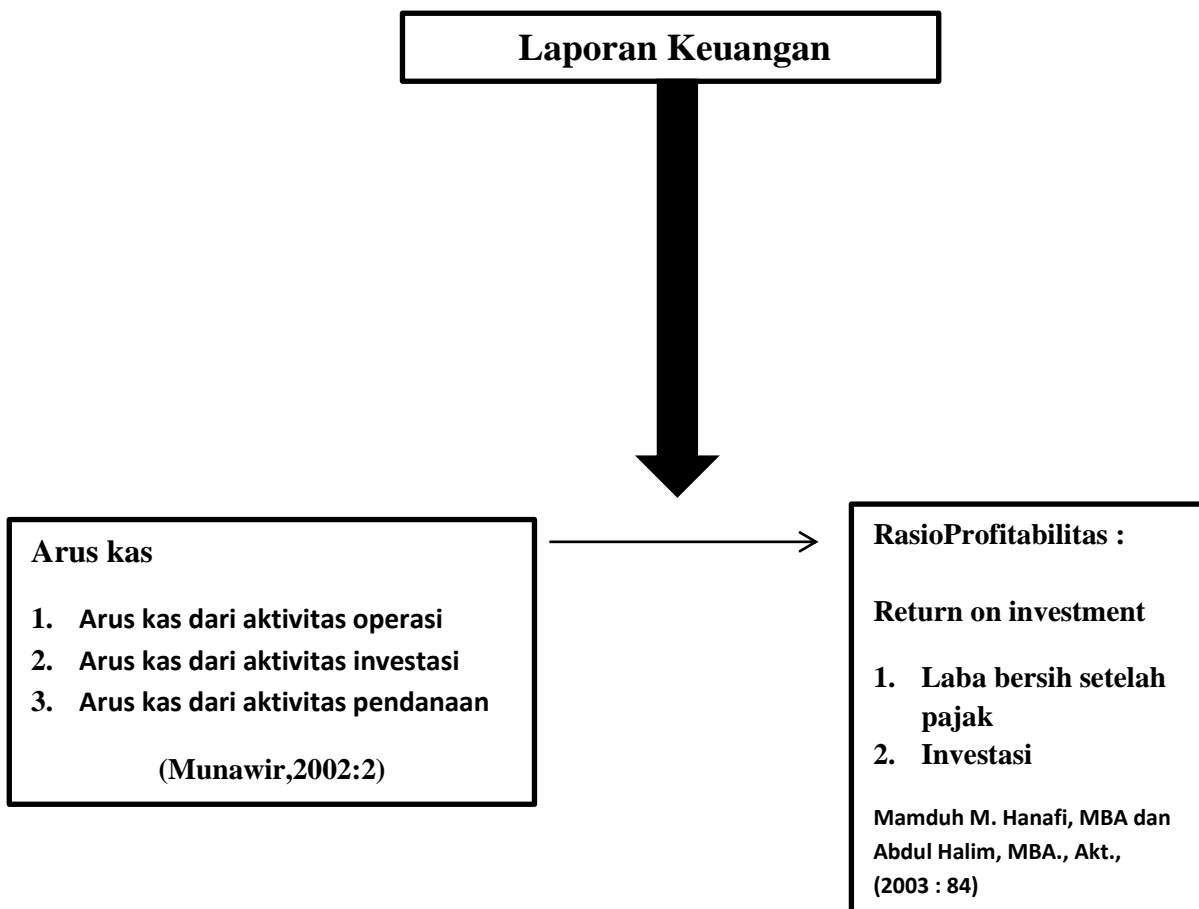 Laporan Keuangan
Arus kas
1. Arus kas dari aktivitas operasi
2. Arus kas dari aktivitas investasi
3. Arus kas dari aktivitas pendanaan
(Munawir,2002:2)
RasioProfitabilitas :
Return on investment
1. Laba bersih setelah
pajak
2. Investasi
Mamduh M. Hanafi, MBA dan
Abdul Halim, MBA., Akt.,
(2003 : 84)